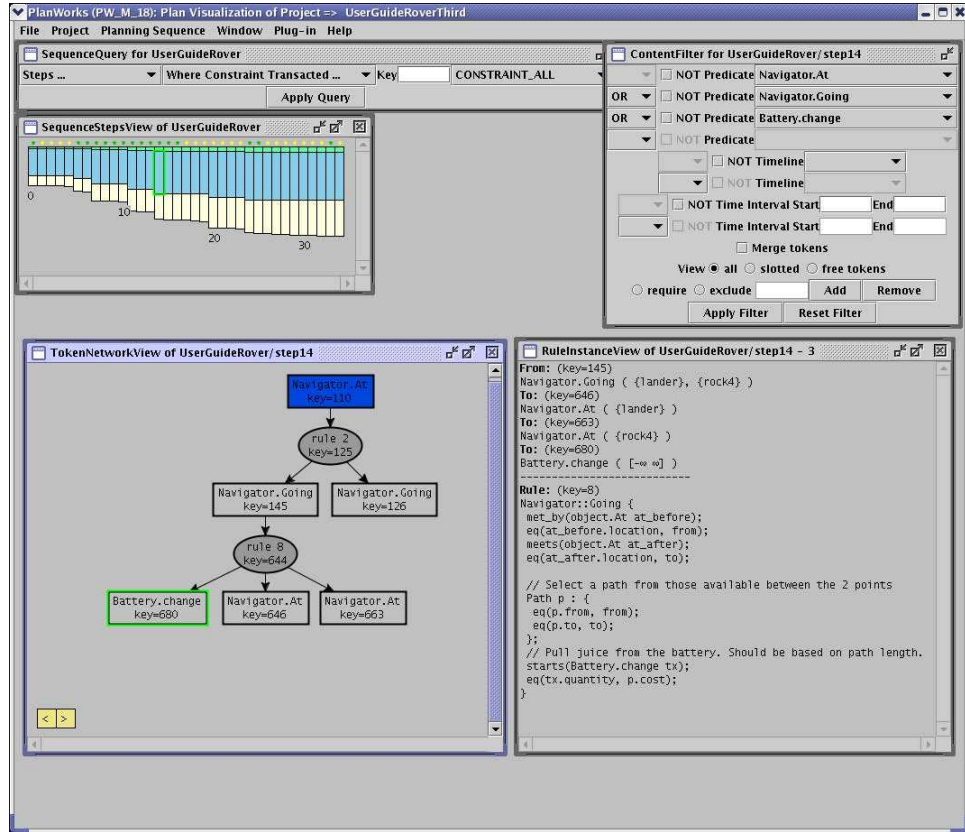 PlanWorks (PW_M_18): Plan Visualization of Project => UserGuideRoverThird
File Project Planning Sequence Window Plug-in Help
SequenceQuery for UserGuideRover
Steps ... Where Constraint Transacted ... Key CONSTRAINT_ALL
Apply Query
SequenceStepsView of UserGuideRover
0
10
20
30
ContentFilter for UserGuideRover/step14
NOT Predicate Navigator.At
OR NOT Predicate Navigator.Going
OR NOT Predicate Battery.change
NOT Predicate
NOT Timeline
NOT Timeline
NOT Time Interval Start End
NOT Time Interval Start End
Merge tokens
View all slotted free tokens
require exclude Add Remove
Apply Filter Reset Filter
TokenNetworkView of UserGuideRover/step14
Navigator.At
key=110
rule 2
key=125
Navigator.Going
key=145
Navigator.Going
key=126
rule 8
key=644
Battery.change
key=680
Navigator.At
key=646
Navigator.At
key=663
< >
RuleInstanceView of UserGuideRover/step14 - 3
From: (key=145)
Navigator.Going ( {lander}, {rock4} )
To: (key=646)
Navigator.At ( {lander} )
To: (key=663)
Navigator.At ( {rock4} )
To: (key=680)
Battery.change ( [-∞ ∞] )
---------------------------
Rule: (key=8)
Navigator::Going {
met_by(object.At at_before);
eq(at_before.location, from);
meets(object.At at_after);
eq(at_after.location, to);
// Select a path from those available between the 2 points
Path p : {
eq(p.from, from);
eq(p.to, to);
};
// Pull juice from the battery. Should be based on path length.
starts(Battery.change tx);
eq(tx.quantity, p.cost);
}